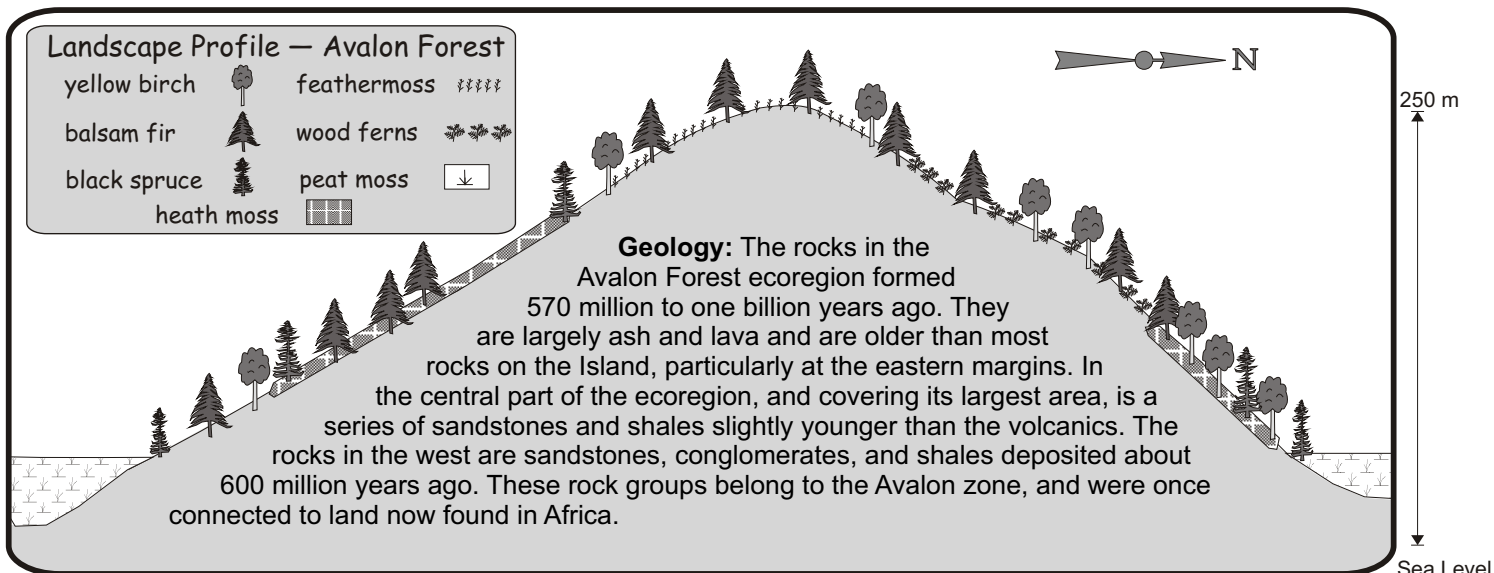 Landscape Profile — Avalon Forest
yellow birch
feathermoss
balsam fir
wood ferns
black spruce
peat moss
heath moss
N
250 m
Geology: The rocks in the
Avalon Forest ecoregion formed
570 million to one billion years ago. They
are largely ash and lava and are older than most
rocks on the Island, particularly at the eastern margins. In
the central part of the ecoregion, and covering its largest area, is a
series of sandstones and shales slightly younger than the volcanics. The
rocks in the west are sandstones, conglomerates, and shales deposited about
600 million years ago. These rock groups belong to the Avalon zone, and were once
connected to land now found in Africa.
Sea Level